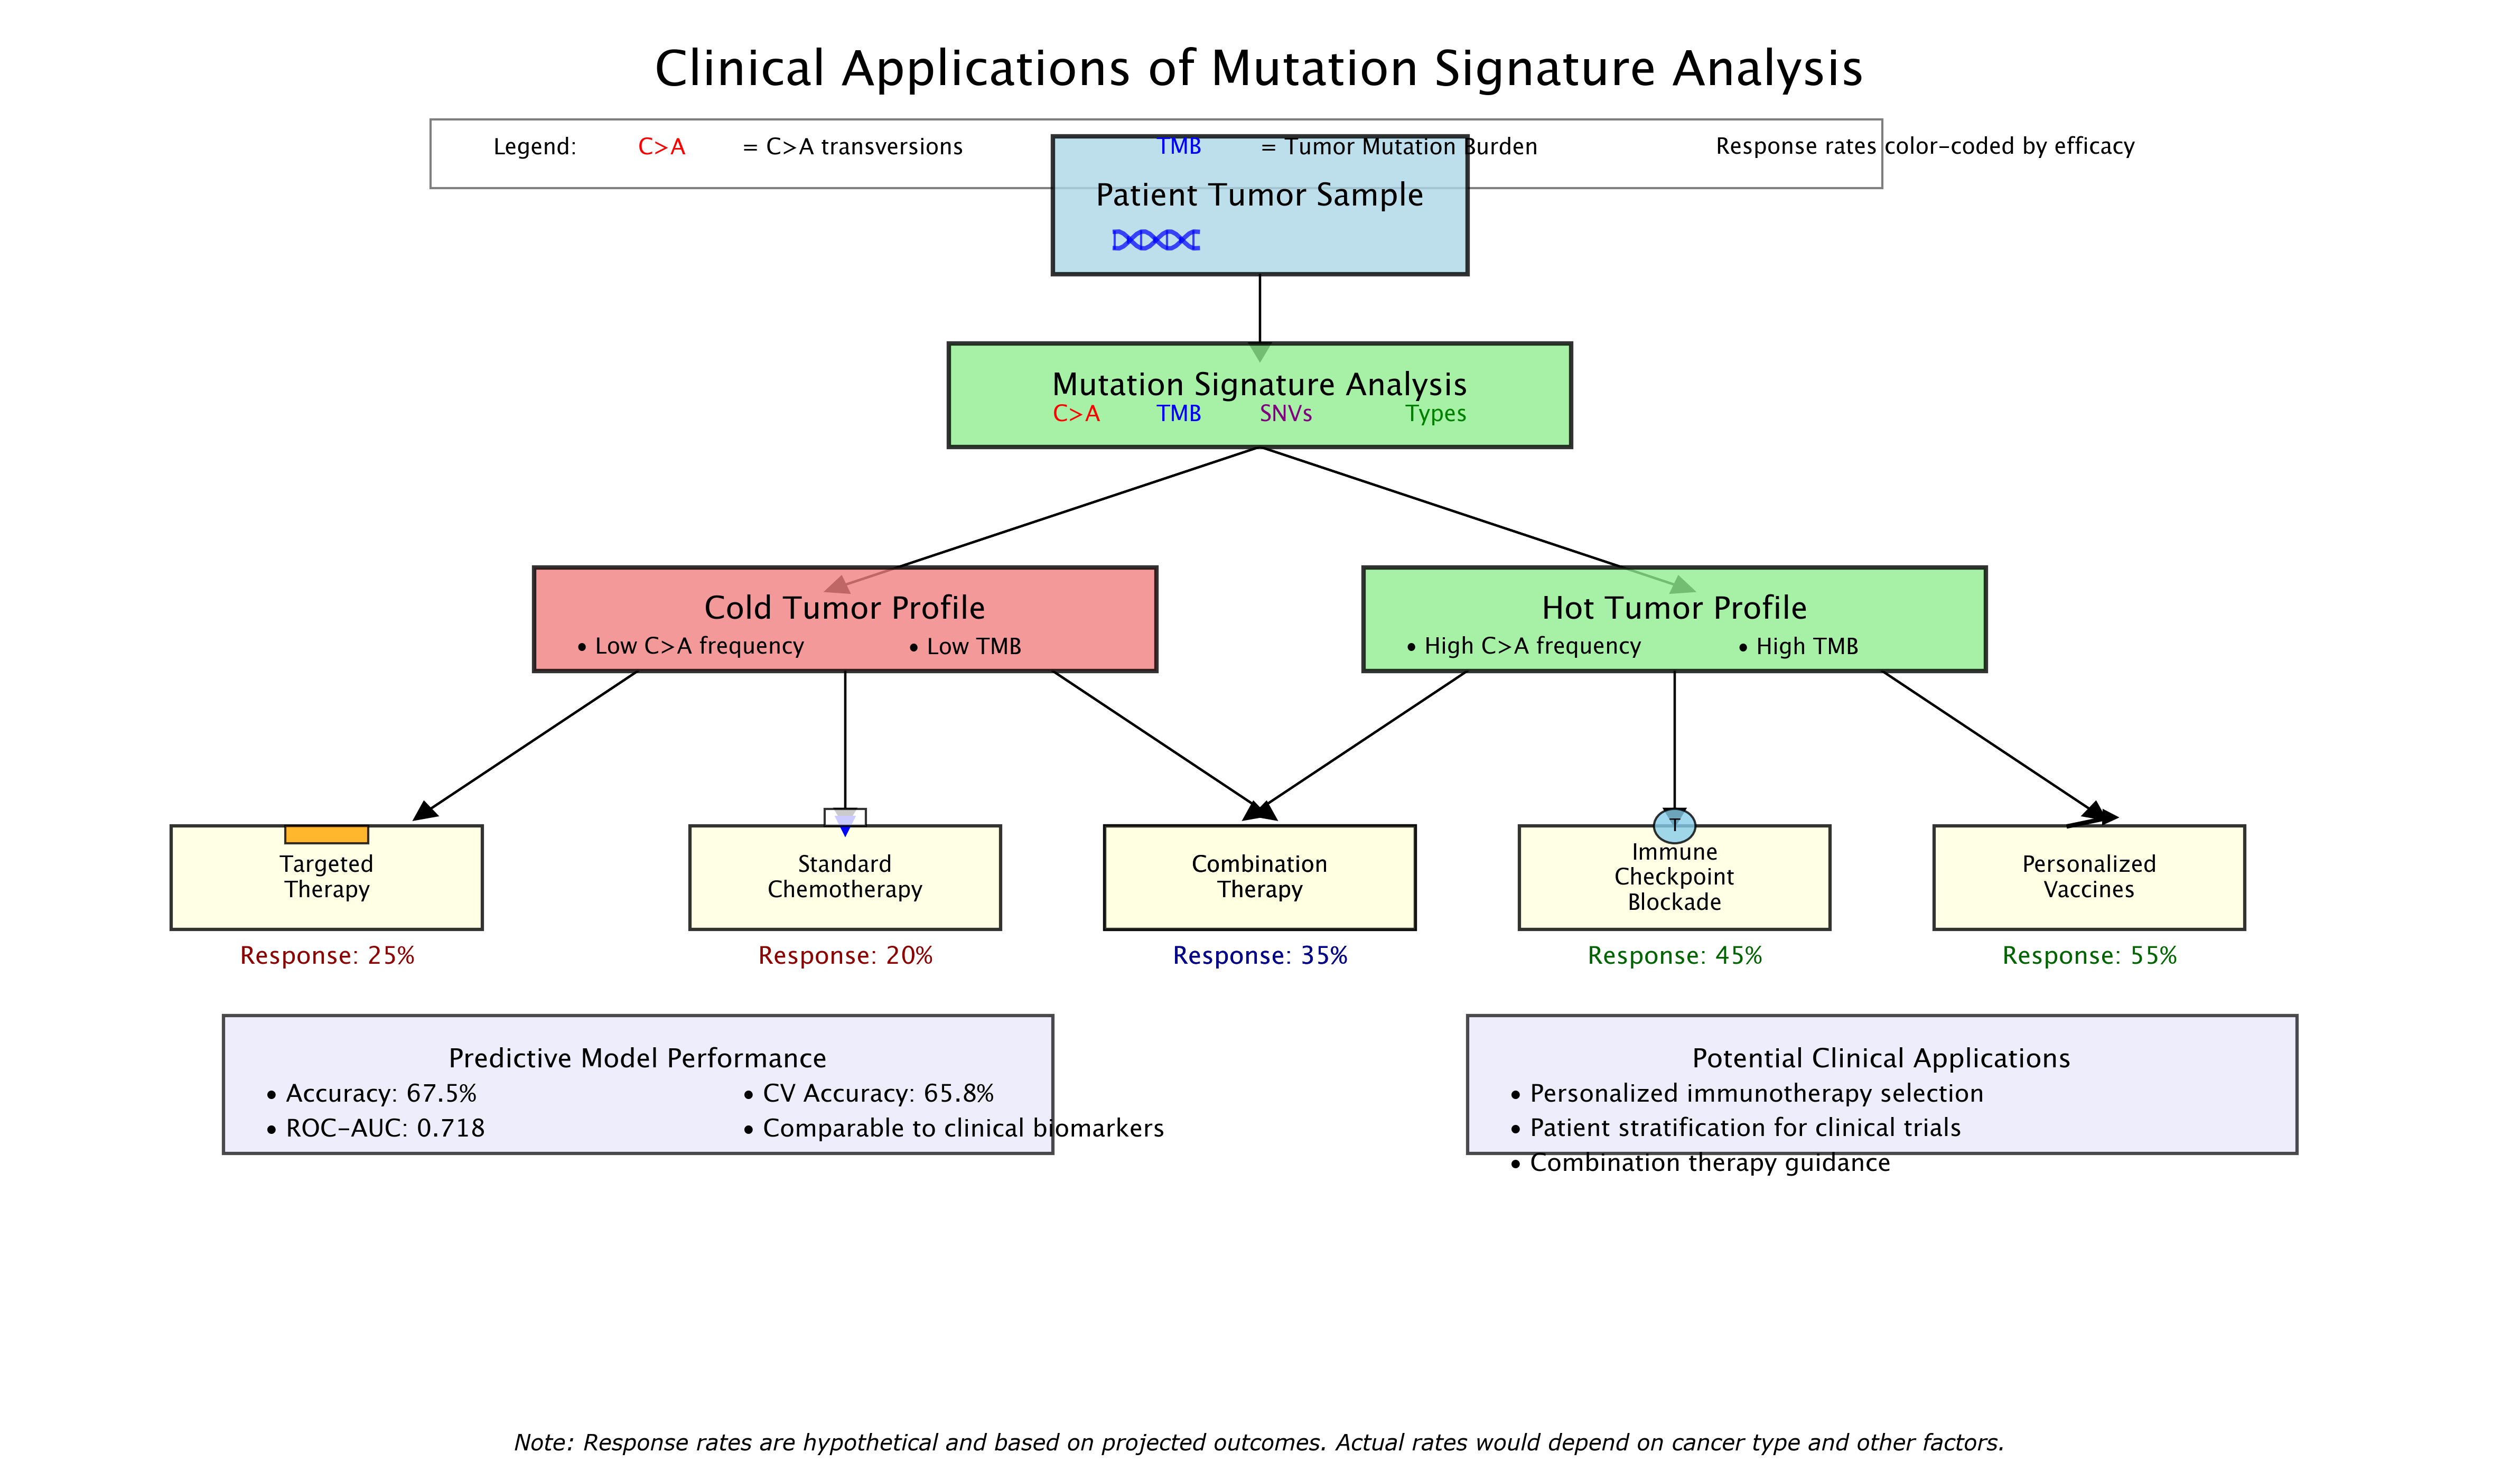 Clinical Applications of Mutation Signature Analysis
Legend: C>A = C>A transversions TMB = Tumor Mutation Burden Response rates color-coded by efficacy
Patient Tumor Sample
Mutation Signature Analysis
C>A TMB SNVs Types
Cold Tumor Profile
• Low C>A frequency • Low TMB
Hot Tumor Profile
• High C>A frequency • High TMB
Targeted
Therapy
Response: 25%
Standard
Chemotherapy
Response: 20%
Combination
Therapy
Response: 35%
T
Immune
Checkpoint
Blockade
Response: 45%
Personalized
Vaccines
Response: 55%
Predictive Model Performance
• Accuracy: 67.5% • CV Accuracy: 65.8%
• ROC-AUC: 0.718 • Comparable to clinical biomarkers
Potential Clinical Applications
• Personalized immunotherapy selection
• Patient stratification for clinical trials
• Combination therapy guidance
Note: Response rates are hypothetical and based on projected outcomes. Actual rates would depend on cancer type and other factors.